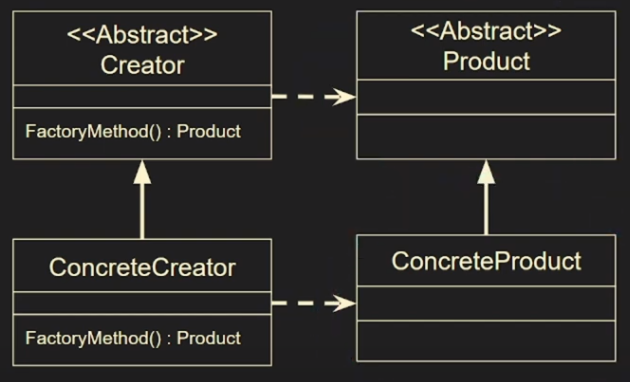 <<Abstract>>
Creator
FactoryMethod() : Product
<<Abstract>>
Product
ConcreteCreator
FactoryMethod() : Product
ConcreteProduct